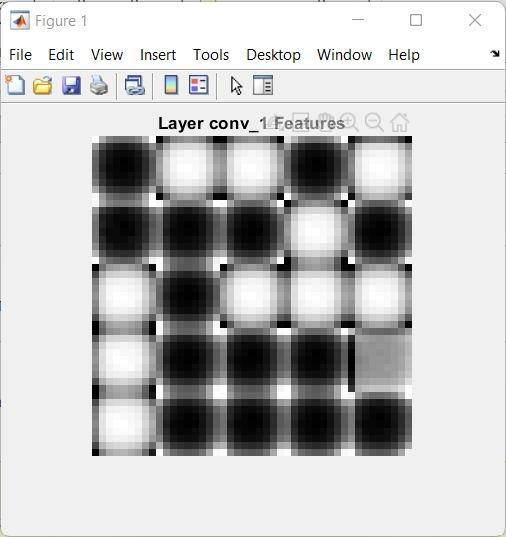 Figure 1
File Edit View Insert Tools Desktop Window Help
Layer conv_1 Features